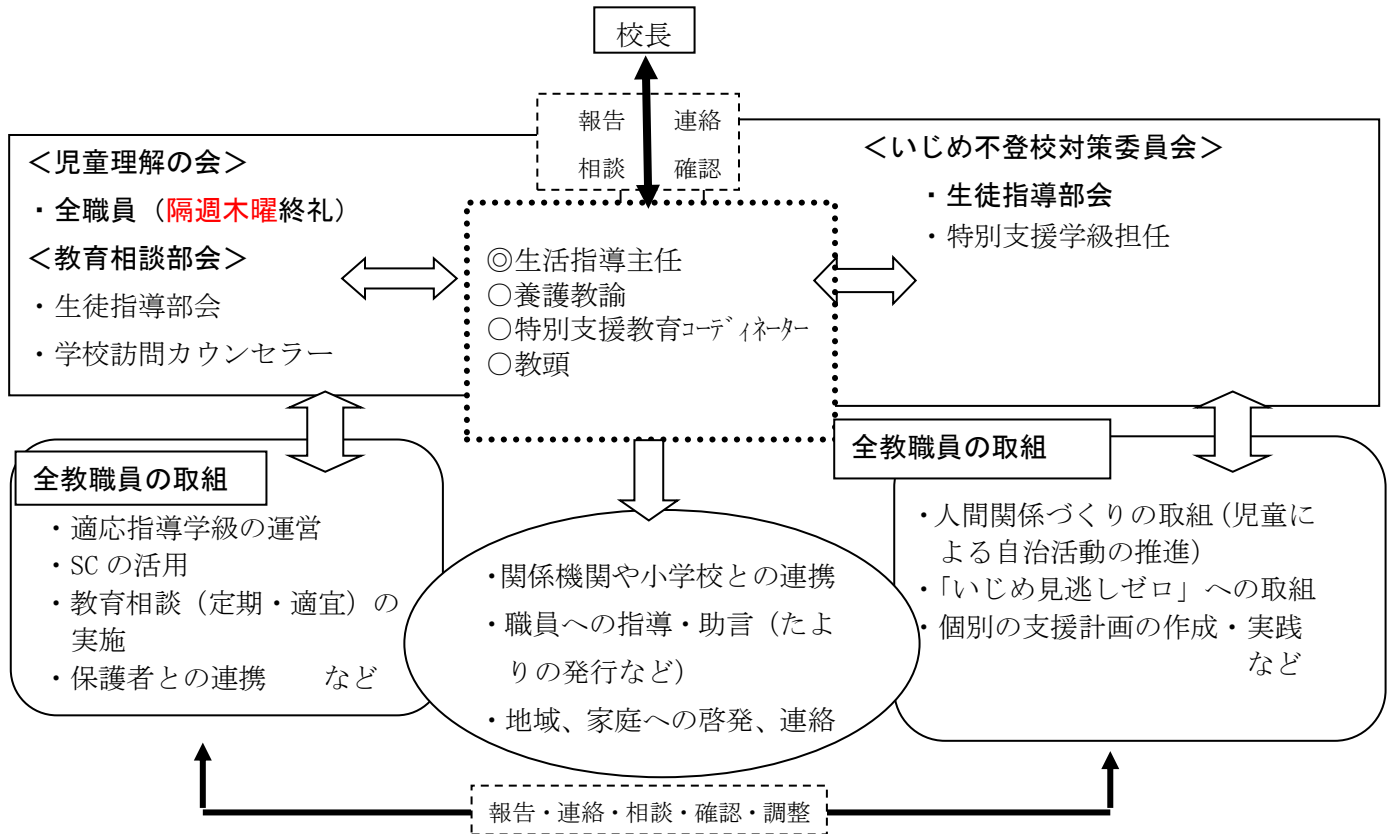 校長
報告 連絡
相談 確認
＜児童理解の会＞
・全職員（隔週木曜終礼）
＜教育相談部会＞
・生徒指導部会
・学校訪問カウンセラー
◎生活指導主任
○養護教諭
○特別支援教育コーディネーター
○教頭
＜いじめ不登校対策委員会＞
・生徒指導部会
・特別支援学級担任
全教職員の取組
・適応指導学級の運営
・SCの活用
・教育相談（定期・適宜）の
実施
・保護者との連携　　など
・関係機関や小学校との連携
・職員への指導・助言（たよ
りの発行など）
・地域、家庭への啓発、連絡
全教職員の取組
・人間関係づくりの取組（児童に
よる自治活動の推進）
・「いじめ見逃しゼロ」への取組
・個別の支援計画の作成・実践
など
報告・連絡・相談・確認・調整